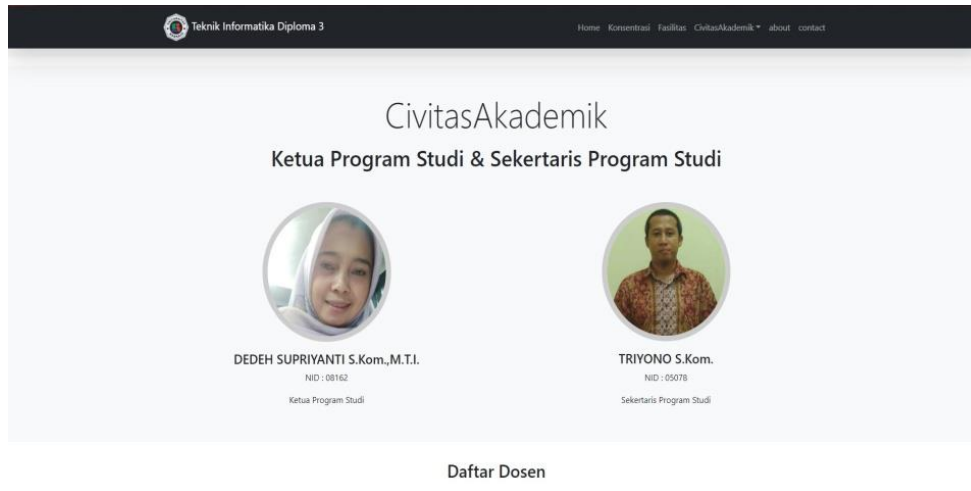 Teknik Informatika Diploma 3
Home Konsentrasi Fasilitas CivitasAkademik about contact
CivitasAkademik
Ketua Program Studi & Sekertaris Program Studi
DEDEH SUPRIYANTI S.Kom.,M.T.I.
NID : 08162
Ketua Program Studi
TRIYONO S.Kom.
NID : 05078
Sekertaris Program Studi
Daftar Dosen